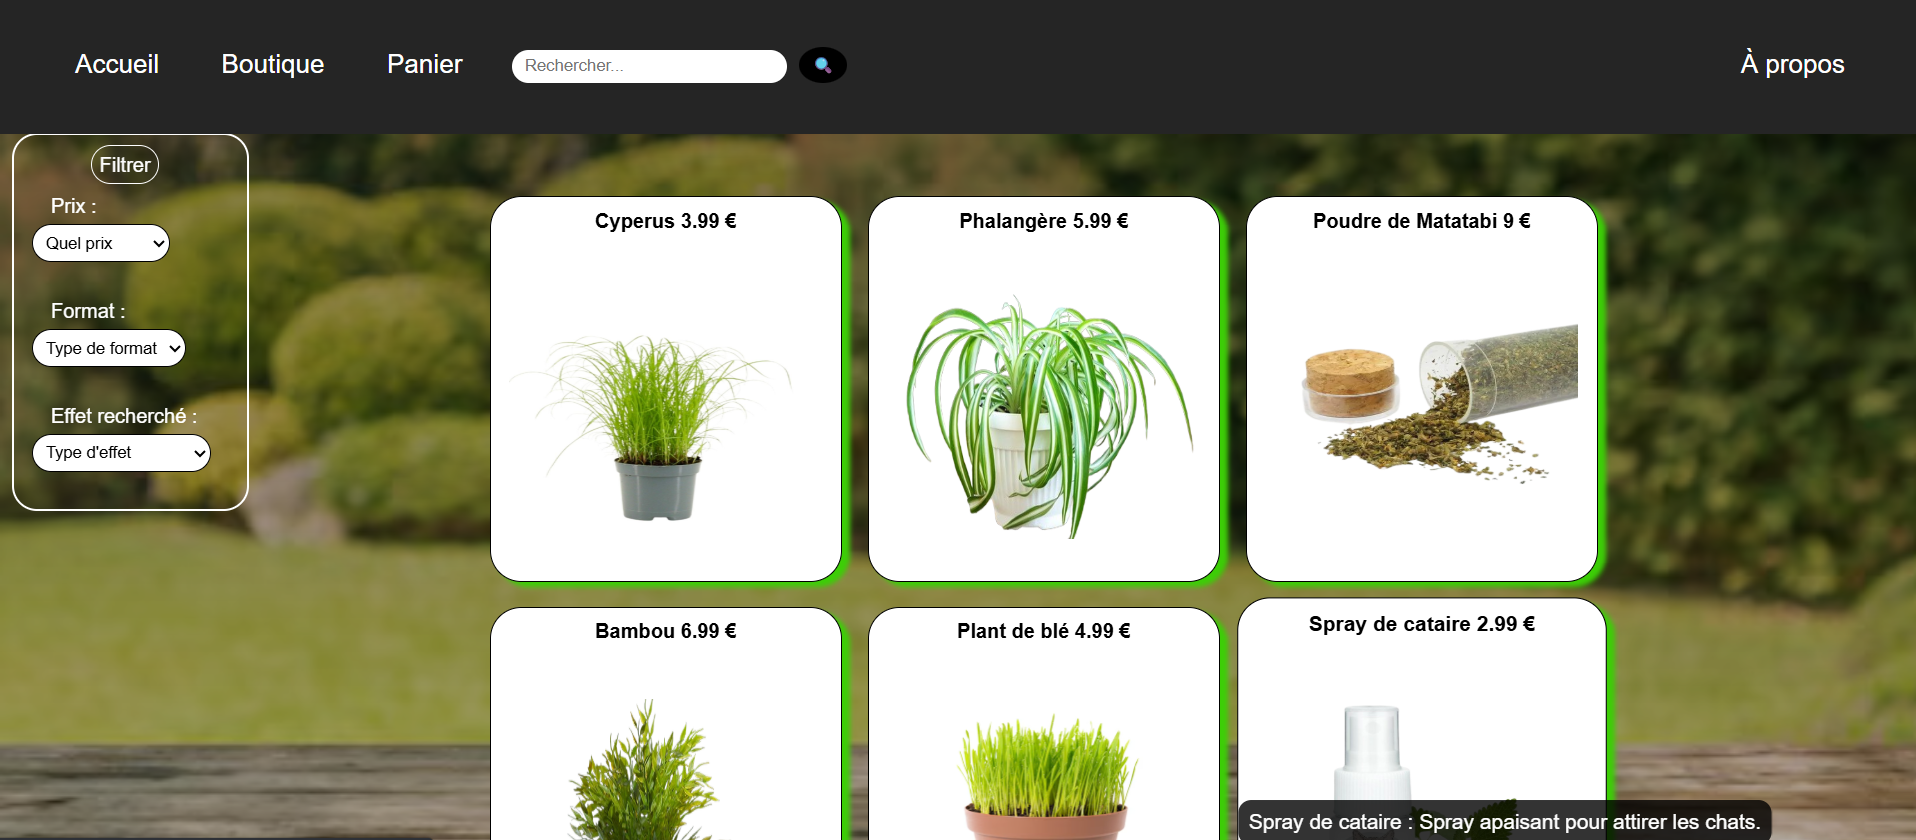 Accueil Boutique Panier Rechercher... À propos
Filtrer
Prix :
Quel prix
Format :
Type de format
Effet recherché :
Type d'effet
Cyperus 3.99 € Phalangère 5.99 € Poudre de Matatabi 9 €
Bambou 6.99 € Plant de blé 4.99 € Spray de cataire 2.99 €
Spray de cataire : Spray apaisant pour attirer les chats.